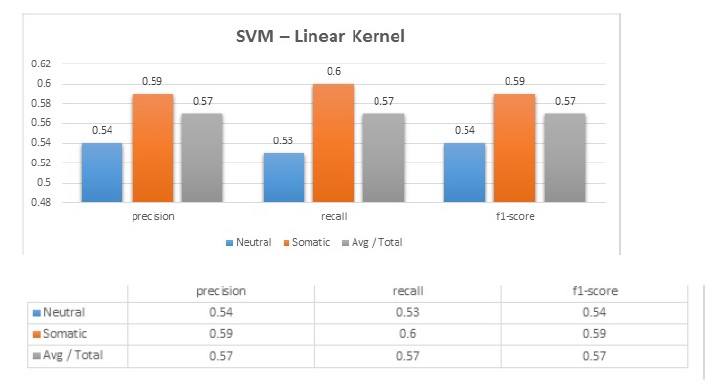 SVM – Linear Kernel
0.62
0.6
0.58
0.56
0.54
0.52
0.5
0.48
0.54 0.59 0.57 0.53 0.6 0.57 0.54 0.59 0.57
precision recall f1-score
Neutral Somatic Avg / Total
precision recall f1-score
Neutral 0.54 0.53 0.54
Somatic 0.59 0.6 0.59
Avg / Total 0.57 0.57 0.57